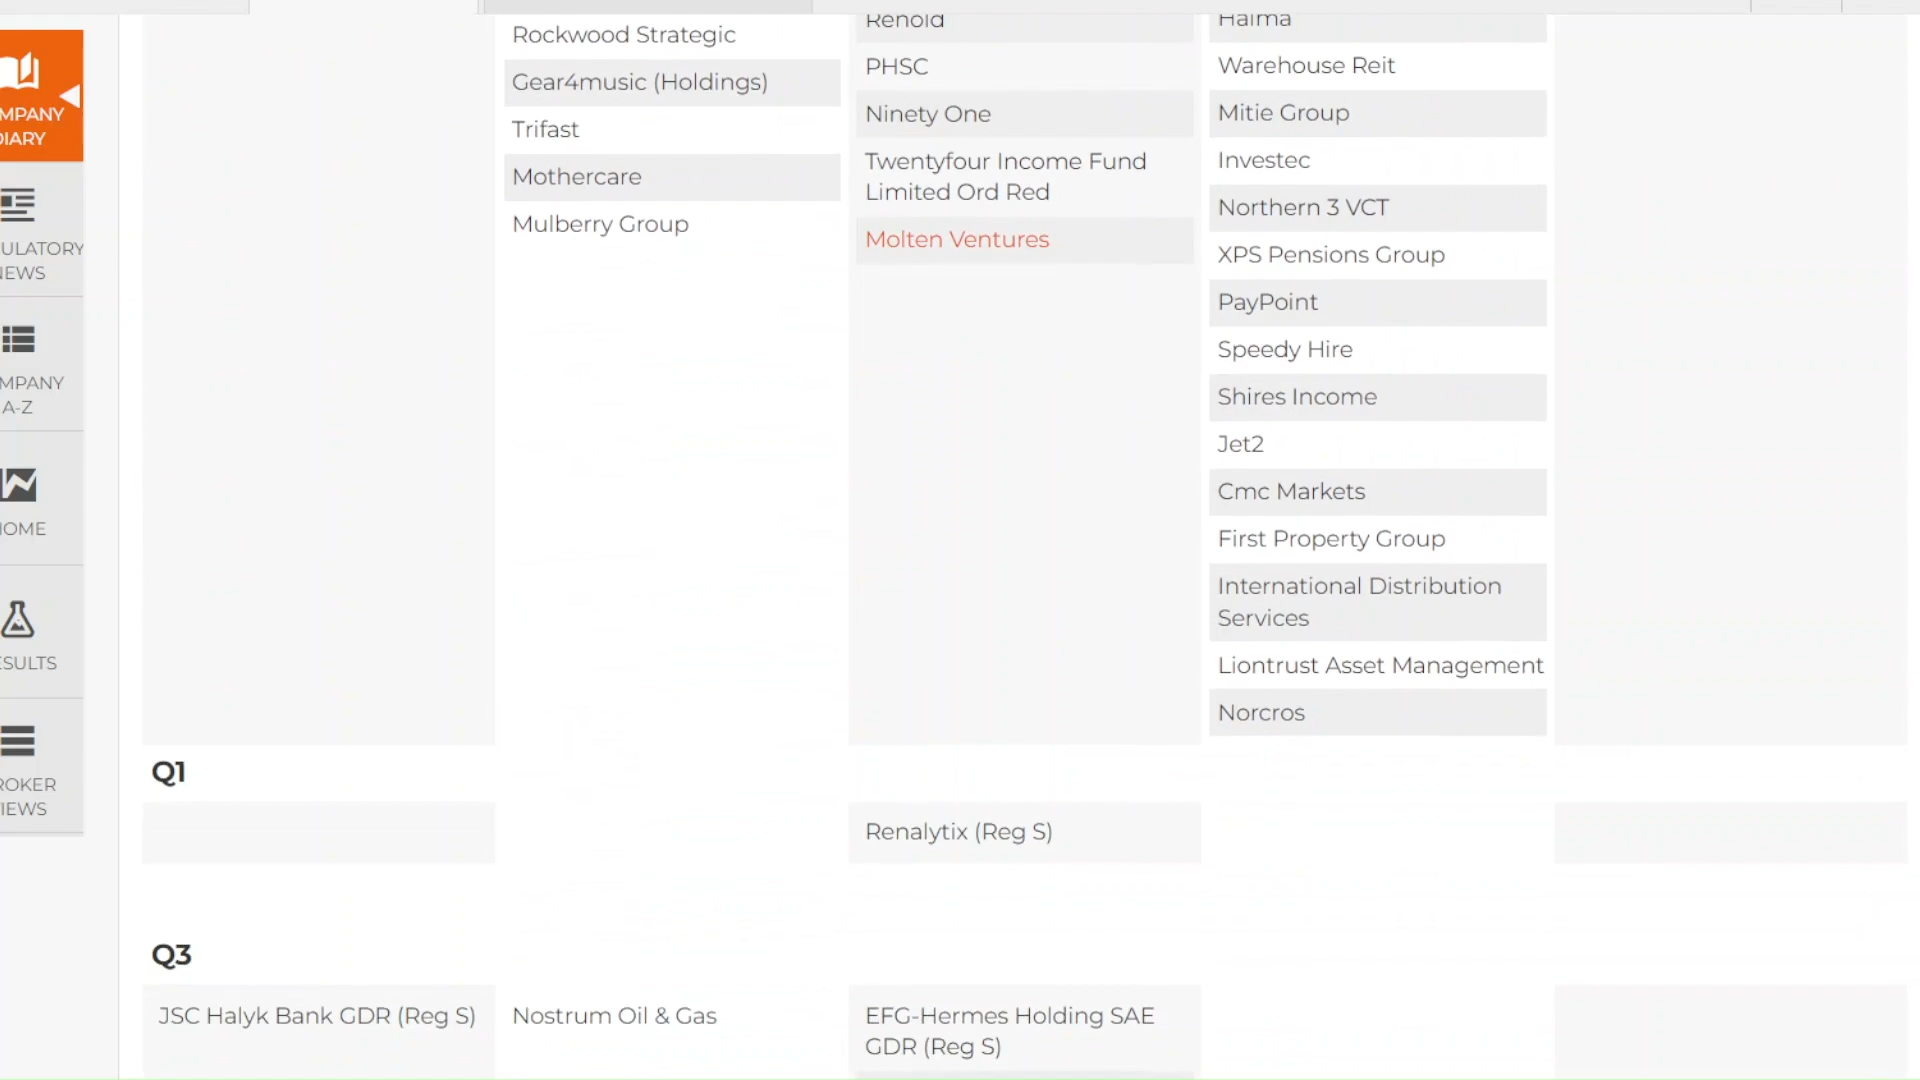 MPANY
DIARY
ULATORY
NEWS
MPANY
A-Z
HOME
ESULTS
ROKER
VIEWS
Rockwood Strategic
Gear4music (Holdings)
Trifast
Mothercare
Mulberry Group
Renold
PHSC
Ninety One
Twentyfour Income Fund
Limited Ord Red
Molten Ventures
Halma
Warehouse Reit
Mitie Group
Investec
Northern 3 VCT
XPS Pensions Group
PayPoint
Speedy Hire
Shires Income
Jet2
Cmc Markets
First Property Group
International Distribution
Services
Liontrust Asset Management
Norcros
Q1
Renalytix (Reg S)
Q3
JSC Halyk Bank GDR (Reg S)
Nostrum Oil & Gas
EFG-Hermes Holding SAE
GDR (Reg S)